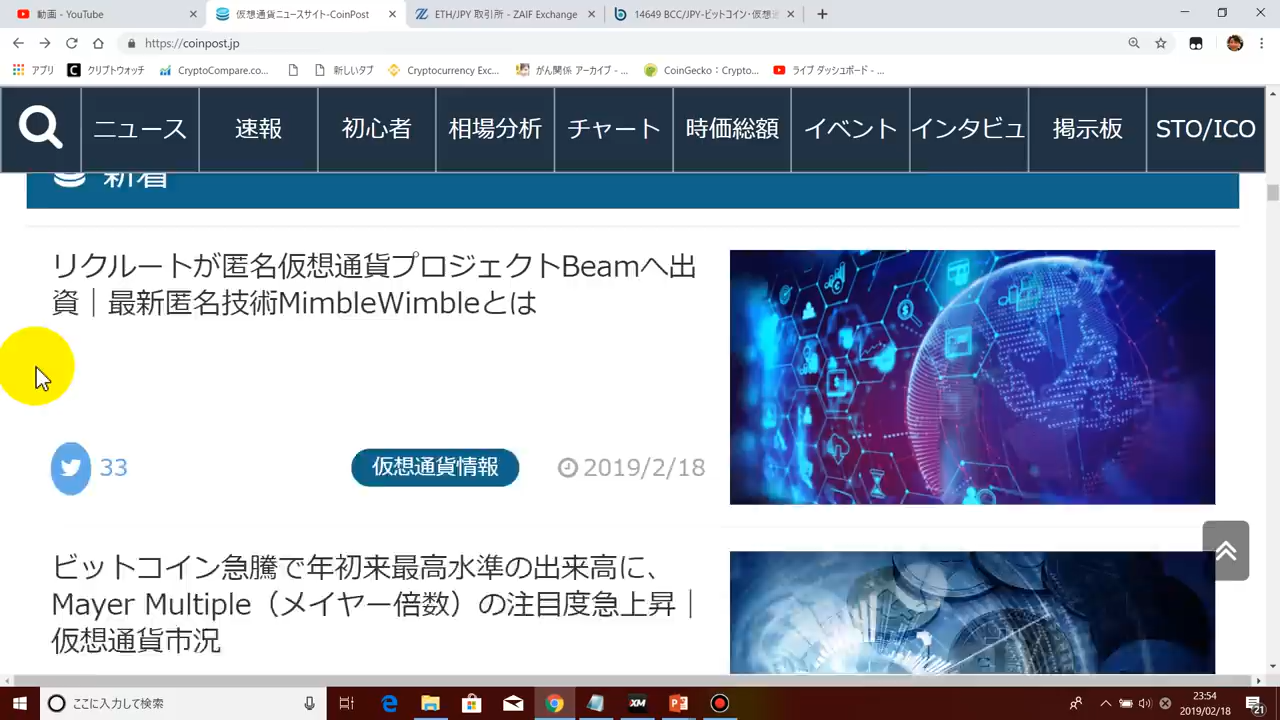 動画 - YouTube
仮想通貨ニュースサイト-CoinPost
ETH/JPY 取引所 - ZAIF Exchange
14649 BCC/JPY-ビットコイン・仮想通
https://coinpost.jp
アプリ
クリプトウォッチ
CryptoCompare.co...
新しいタブ
Cryptocurrency Exc...
がん関係 アーカイブ - ...
CoinGecko：Crypto...
ライブ ダッシュボード - ...
ニュース
速報
初心者
相場分析
チャート
時価総額
イベント
インタビュ
掲示板
STO/ICO
新着
リクルートが匿名仮想通貨プロジェクトBeamへ出
資｜最新匿名技術MimbleWimbleとは
33
仮想通貨情報
2019/2/18
ビットコイン急騰で年初来最高水準の出来高に、
Mayer Multiple（メイヤー倍数）の注目度急上昇｜
仮想通貨市況
ここに入力して検索
XM
23:54
2019/02/18
21